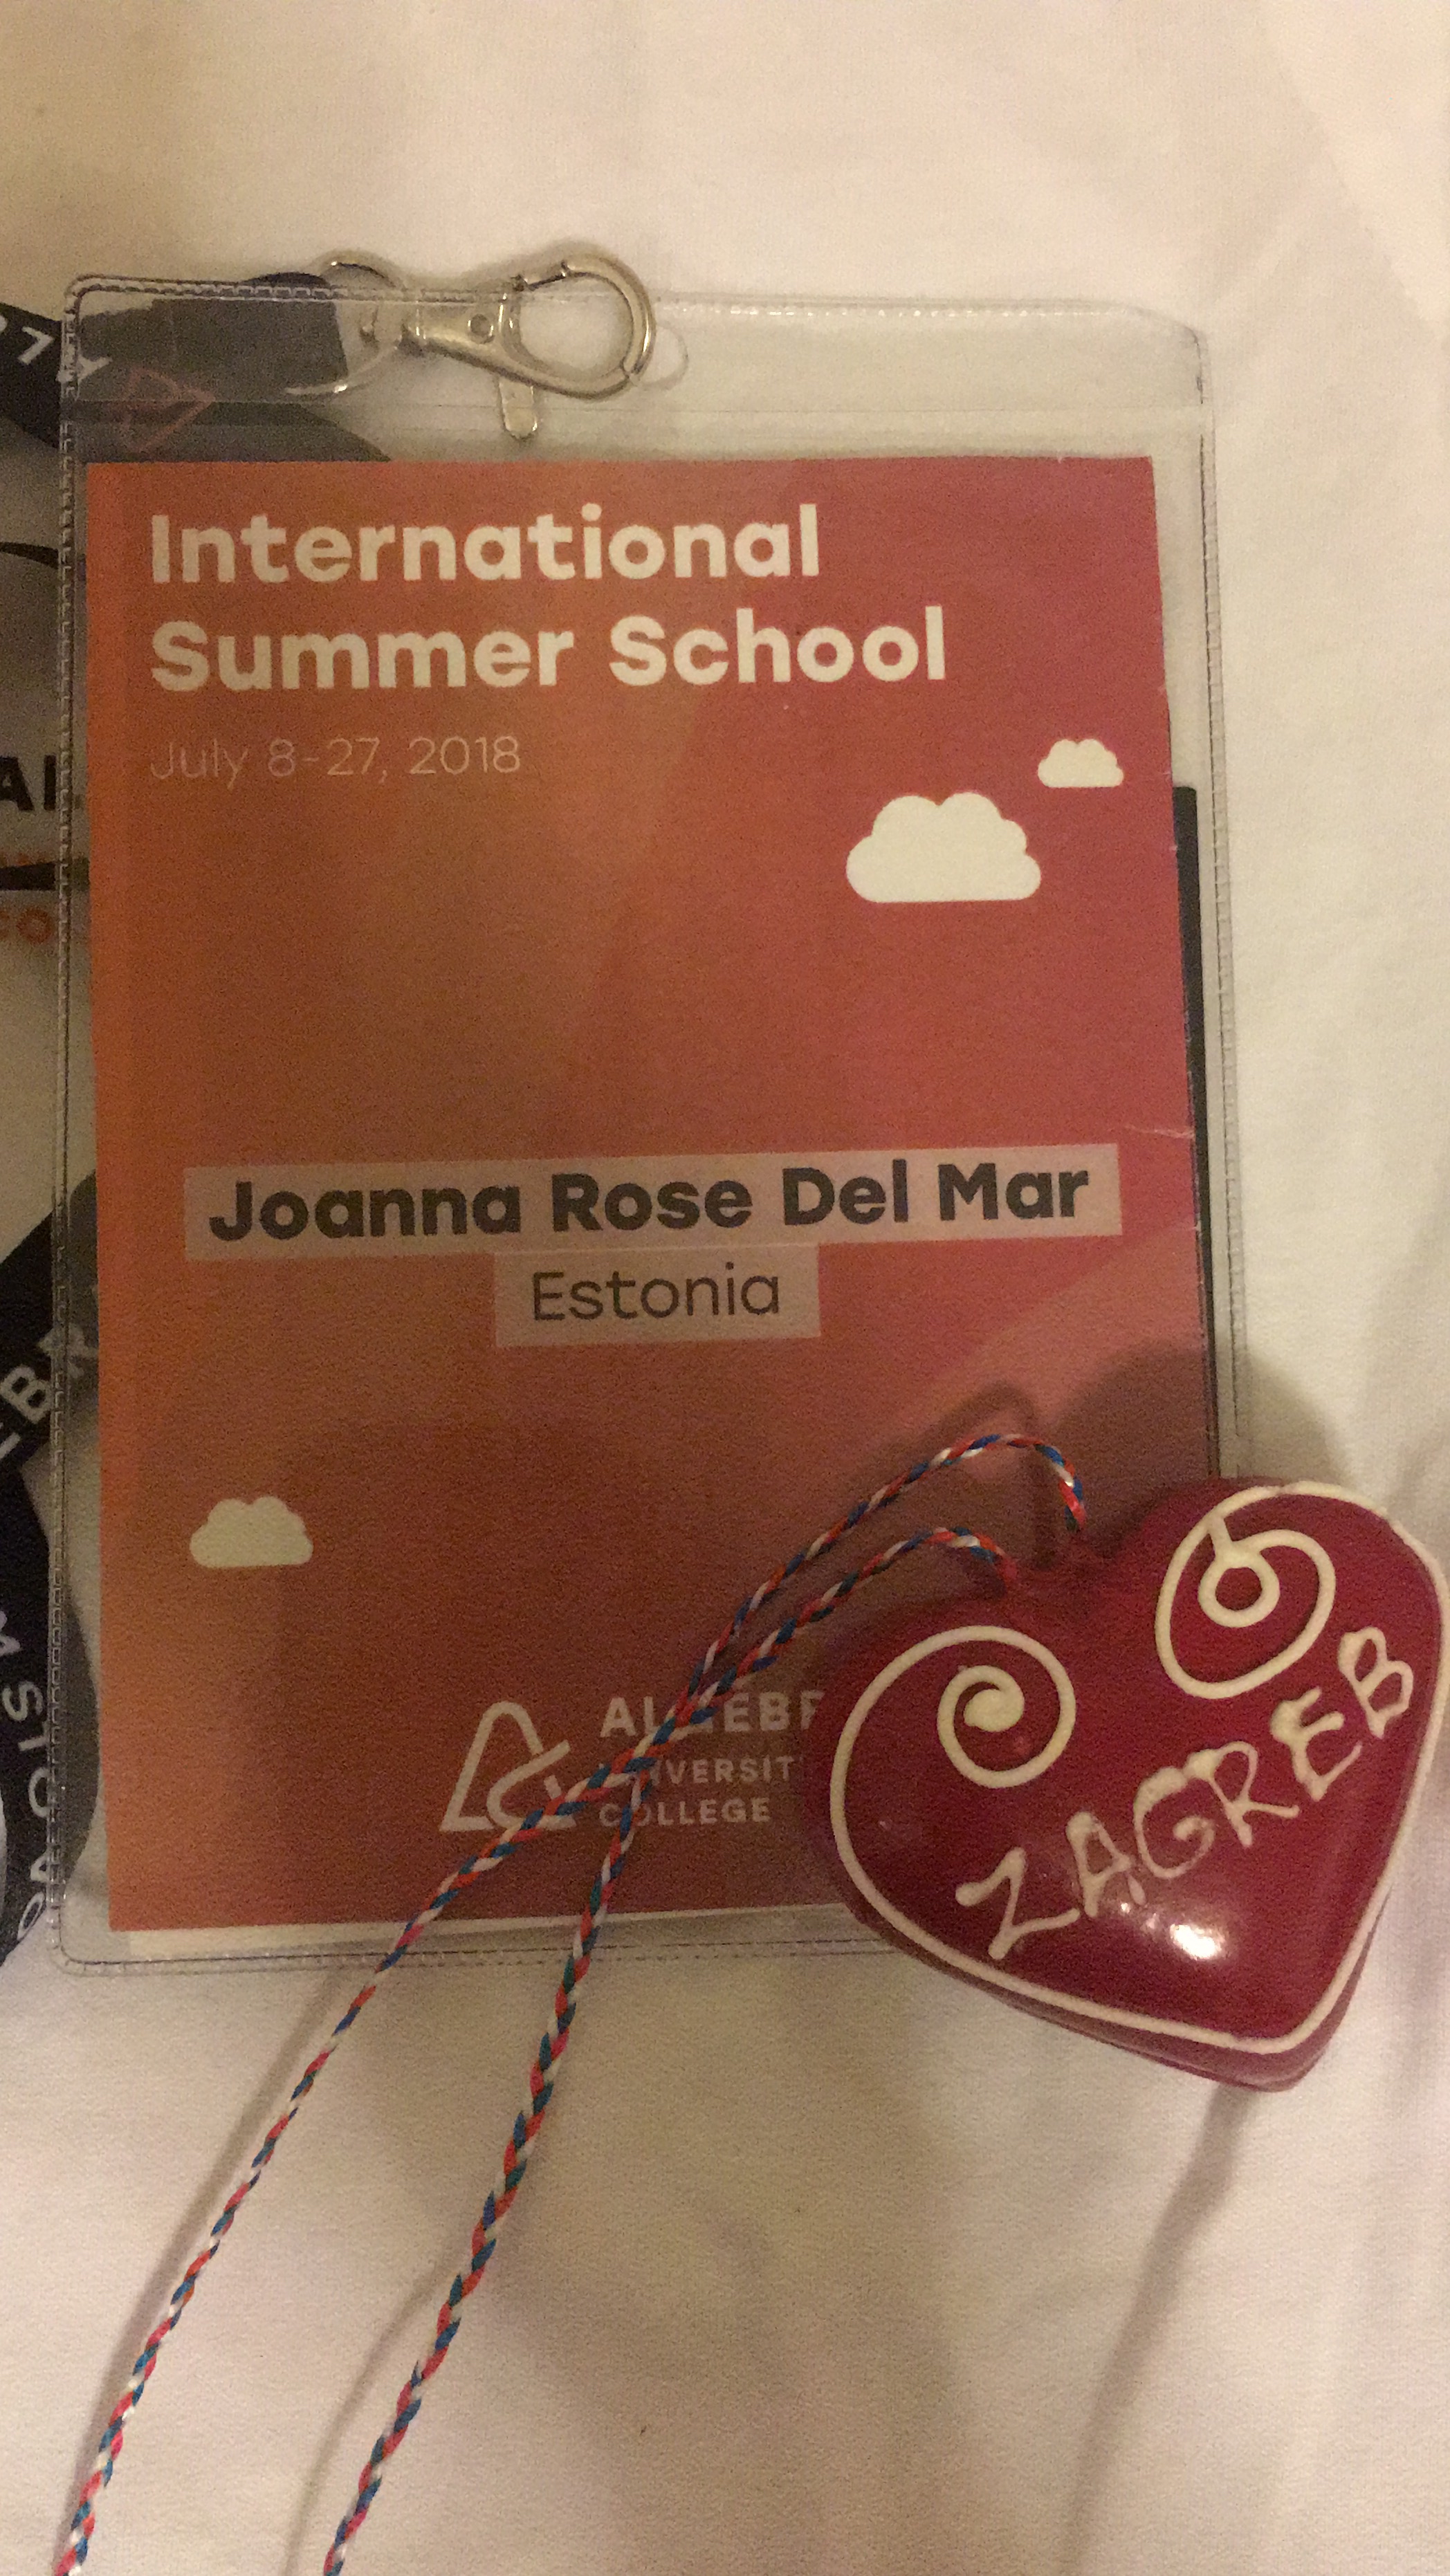 International
Summer School
July 8-27, 2018
Joanna Rose Del Mar
Estonia
COLLEGE
ZAGREB